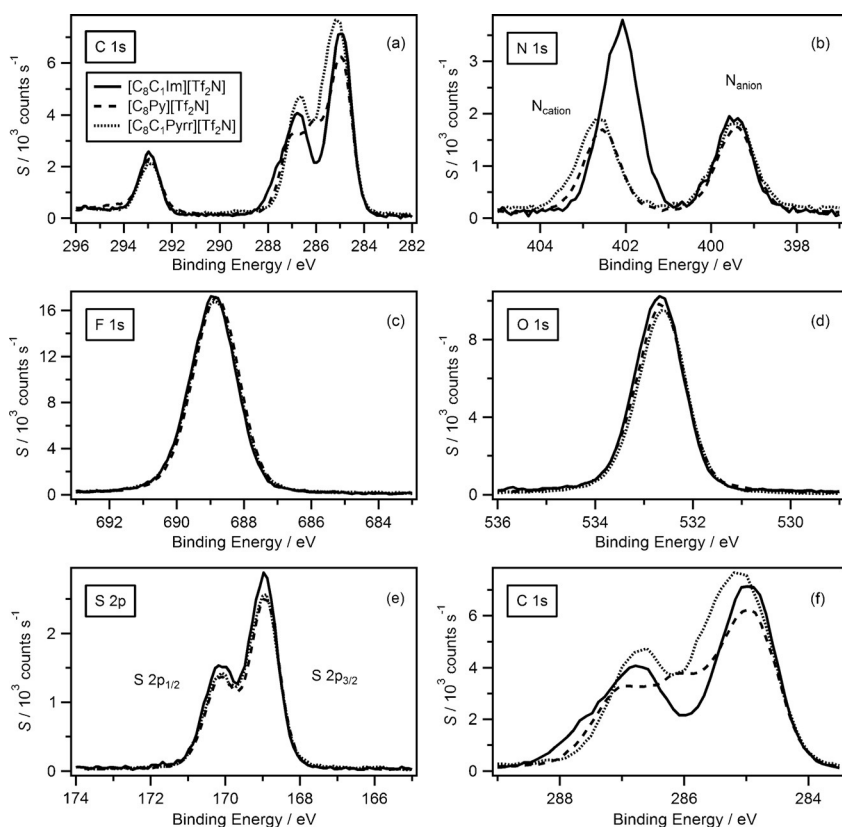 C 1s
(a)
[C₈C₁Im][Tf₂N]
[C₈Py][Tf₂N]
[C₈C₁Pyrr][Tf₂N]
S / 10³ counts s⁻¹
8
6
4
2
0
296 294 292 290 288 286 284 282
Binding Energy / eV
N 1s
(b)
N_cation
N_anion
S / 10³ counts s⁻¹
4
3
2
1
0
404 402 400 398
Binding Energy / eV
F 1s
(c)
S / 10³ counts s⁻¹
16
12
8
4
0
692 690 688 686 684
Binding Energy / eV
O 1s
(d)
S / 10³ counts s⁻¹
8
4
0
536 534 532 530
Binding Energy / eV
S 2p
(e)
S 2p₁/₂
S 2p₃/₂
S / 10³ counts s⁻¹
2
1
0
174 172 170 168 166
Binding Energy / eV
C 1s
(f)
S / 10³ counts s⁻¹
6
4
2
0
288 286 284
Binding Energy / eV